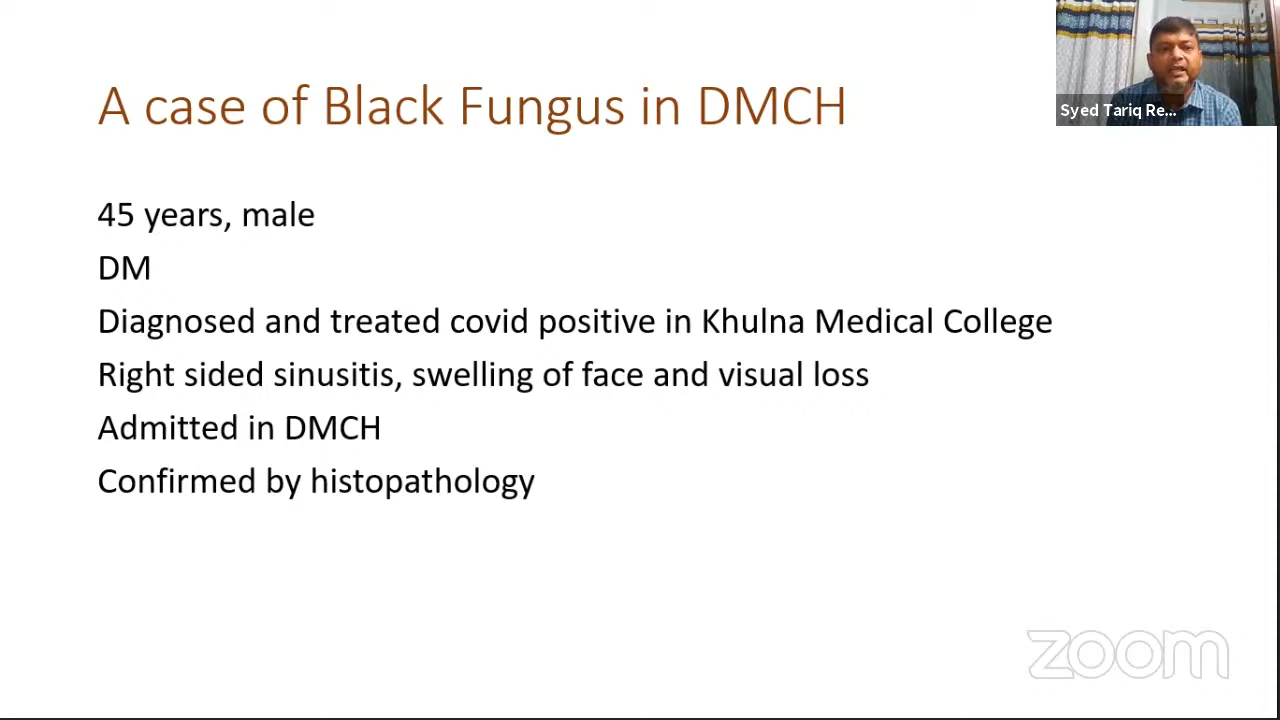 A case of Black Fungus in DMCH
Syed Tariq Re...
45 years, male
DM
Diagnosed and treated covid positive in Khulna Medical College
Right sided sinusitis, swelling of face and visual loss
Admitted in DMCH
Confirmed by histopathology
zoom